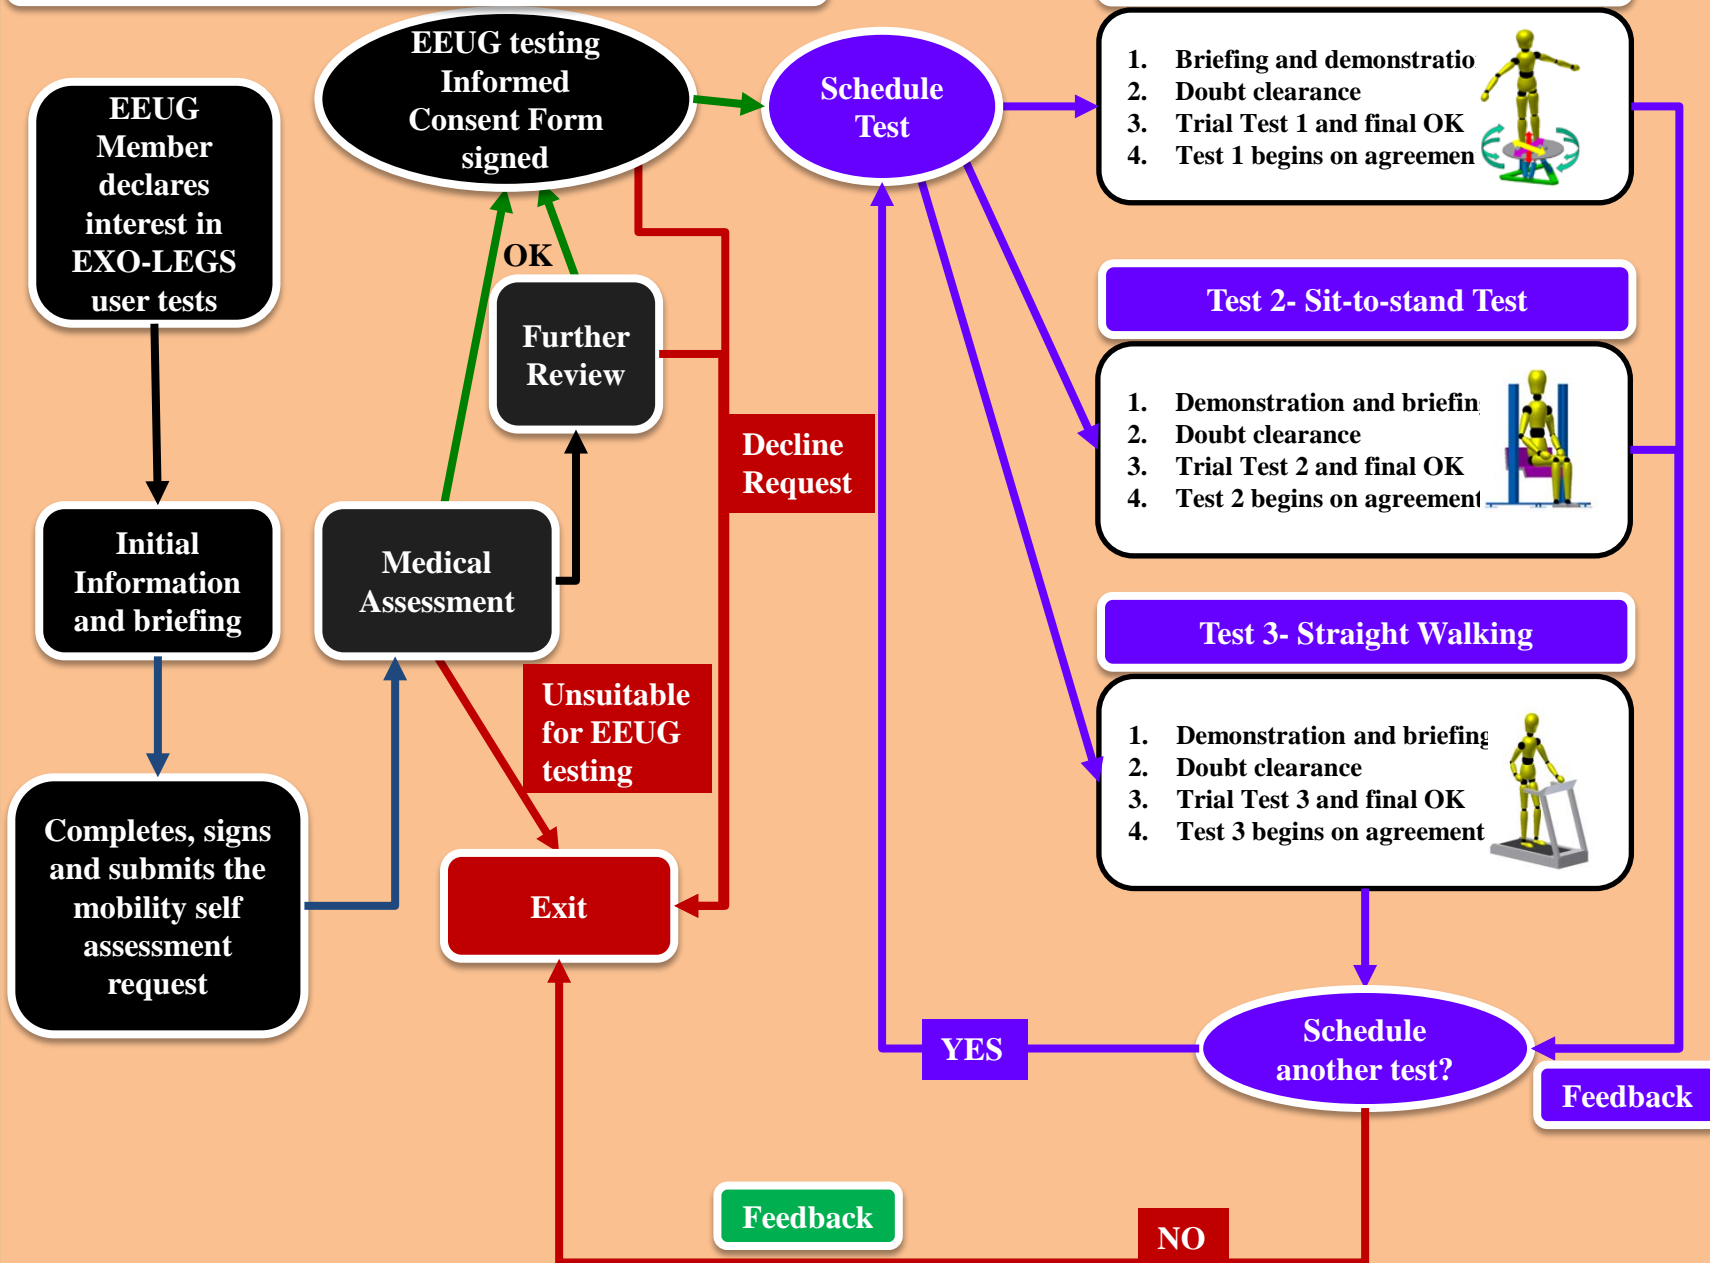 EEUG
Member
declares
interest in
EXO-LEGS
user tests
Initial
Information
and briefing
Completes, signs
and submits the
mobility self
assessment
request
EEUG testing
Informed
Consent Form
signed
OK
Further
Review
Medical
Assessment
Decline
Request
Unsuitable
for EEUG
testing
Exit
Schedule
Test
1. Briefing and demonstratio
2. Doubt clearance
3. Trial Test 1 and final OK
4. Test 1 begins on agreemen
Test 2- Sit-to-stand Test
1. Demonstration and briefin
2. Doubt clearance
3. Trial Test 2 and final OK
4. Test 2 begins on agreement
Test 3- Straight Walking
1. Demonstration and briefing
2. Doubt clearance
3. Trial Test 3 and final OK
4. Test 3 begins on agreement
Schedule
another test?
YES
Feedback
Feedback
NO